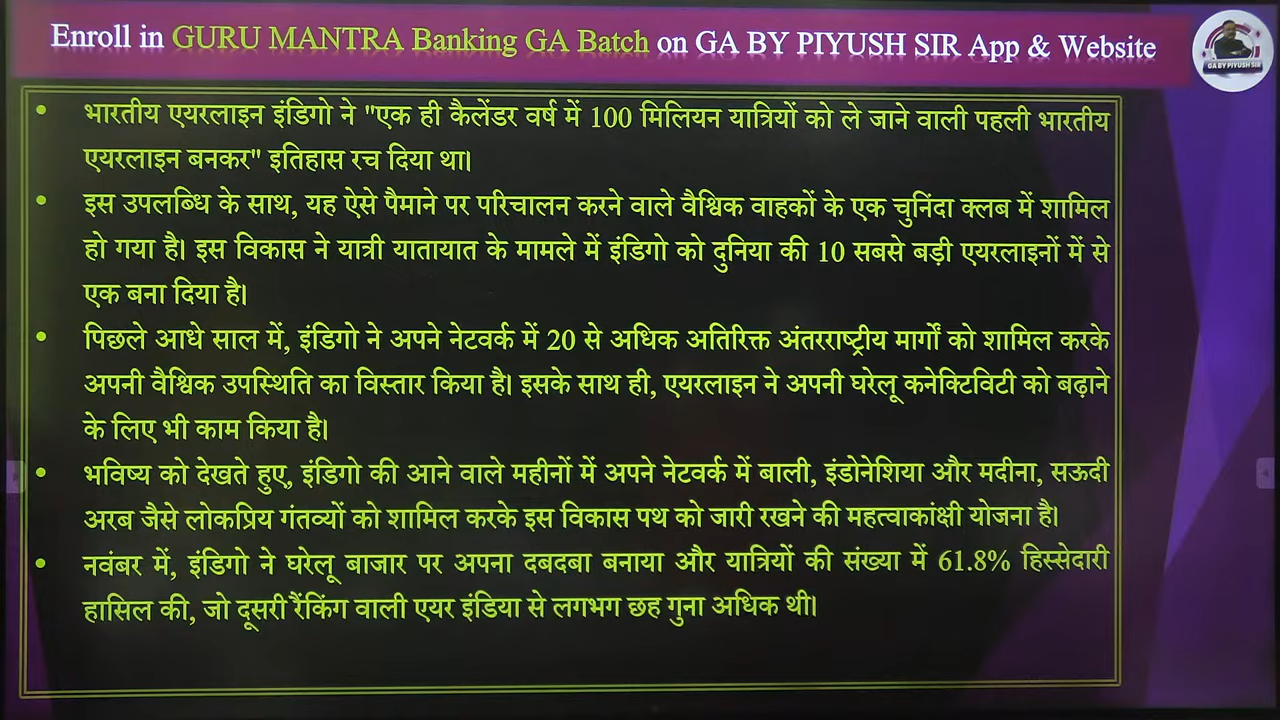 Enroll in GURU MANTRA Banking GA Batch on GA BY PIYUSH SIR App & Website
GA BY PIYUSH SIR
• भारतीय एयरलाइन इंडिगो ने "एक ही कैलेंडर वर्ष में 100 मिलियन यात्रियों को ले जाने वाली पहली भारतीय
एयरलाइन बनकर" इतिहास रच दिया था।
• इस उपलब्धि के साथ, यह ऐसे पैमाने पर परिचालन करने वाले वैश्विक वाहकों के एक चुनिंदा क्लब में शामिल
हो गया है। इस विकास ने यात्री यातायात के मामले में इंडिगो को दुनिया की 10 सबसे बड़ी एयरलाइनों में से
एक बना दिया है।
• पिछले आधे साल में, इंडिगो ने अपने नेटवर्क में 20 से अधिक अतिरिक्त अंतरराष्ट्रीय मार्गों को शामिल करके
अपनी वैश्विक उपस्थिति का विस्तार किया है। इसके साथ ही, एयरलाइन ने अपनी घरेलू कनेक्टिविटी को बढ़ाने
के लिए भी काम किया है।
• भविष्य को देखते हुए, इंडिगो की आने वाले महीनों में अपने नेटवर्क में बाली, इंडोनेशिया और मदीना, सऊदी
अरब जैसे लोकप्रिय गंतव्यों को शामिल करके इस विकास पथ को जारी रखने की महत्वाकांक्षी योजना है।
• नवंबर में, इंडिगो ने घरेलू बाजार पर अपना दबदबा बनाया और यात्रियों की संख्या में 61.8% हिस्सेदारी
हासिल की, जो दूसरी रैंकिंग वाली एयर इंडिया से लगभग छह गुना अधिक थी।